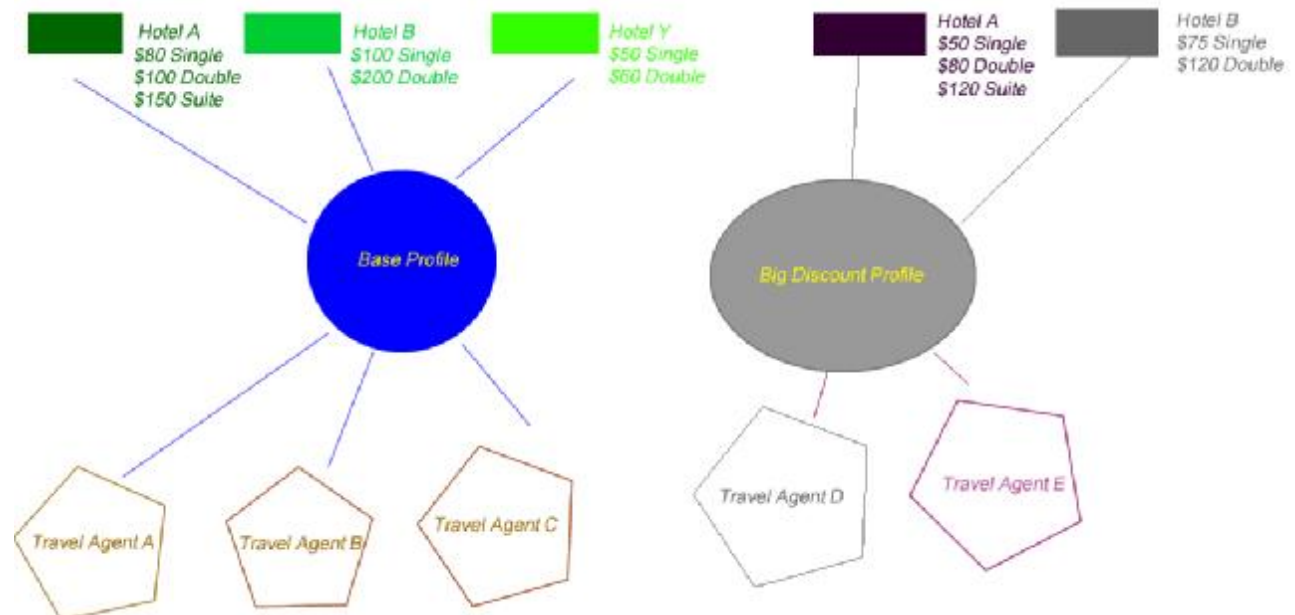 Hotel A
$80 Single
$100 Double
$150 Suite
Hotel B
$100 Single
$200 Double
Hotel Y
$50 Single
$60 Double
Hotel A
$50 Single
$80 Double
$120 Suite
Hotel B
$75 Single
$120 Double
Base Profile
Big Discount Profile
Travel Agent A
Travel Agent B
Travel Agent C
Travel Agent D
Travel Agent E